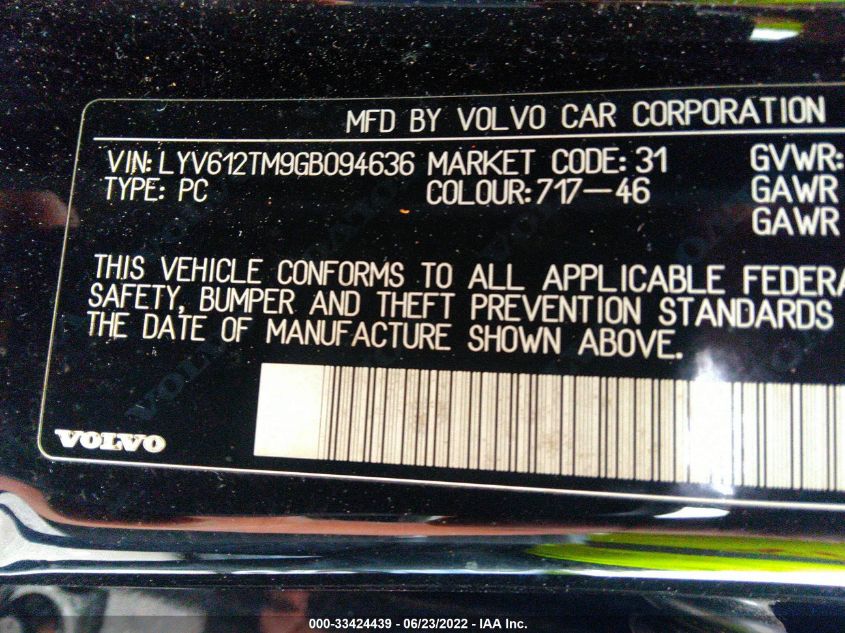 MFD BY VOLVO CAR CORPORATION
VIN: LYV612TM9GB094636 MARKET CODE: 31 GVWR:
TYPE: PC COLOUR: 717-46 GAWR
GAWR
THIS VEHICLE CONFORMS TO ALL APPLICABLE FEDERA
SAFETY, BUMPER AND THEFT PREVENTION STANDARDS
THE DATE OF MANUFACTURE SHOWN ABOVE.
VOLVO
000-33424439 - 06/23/2022 - IAA Inc.